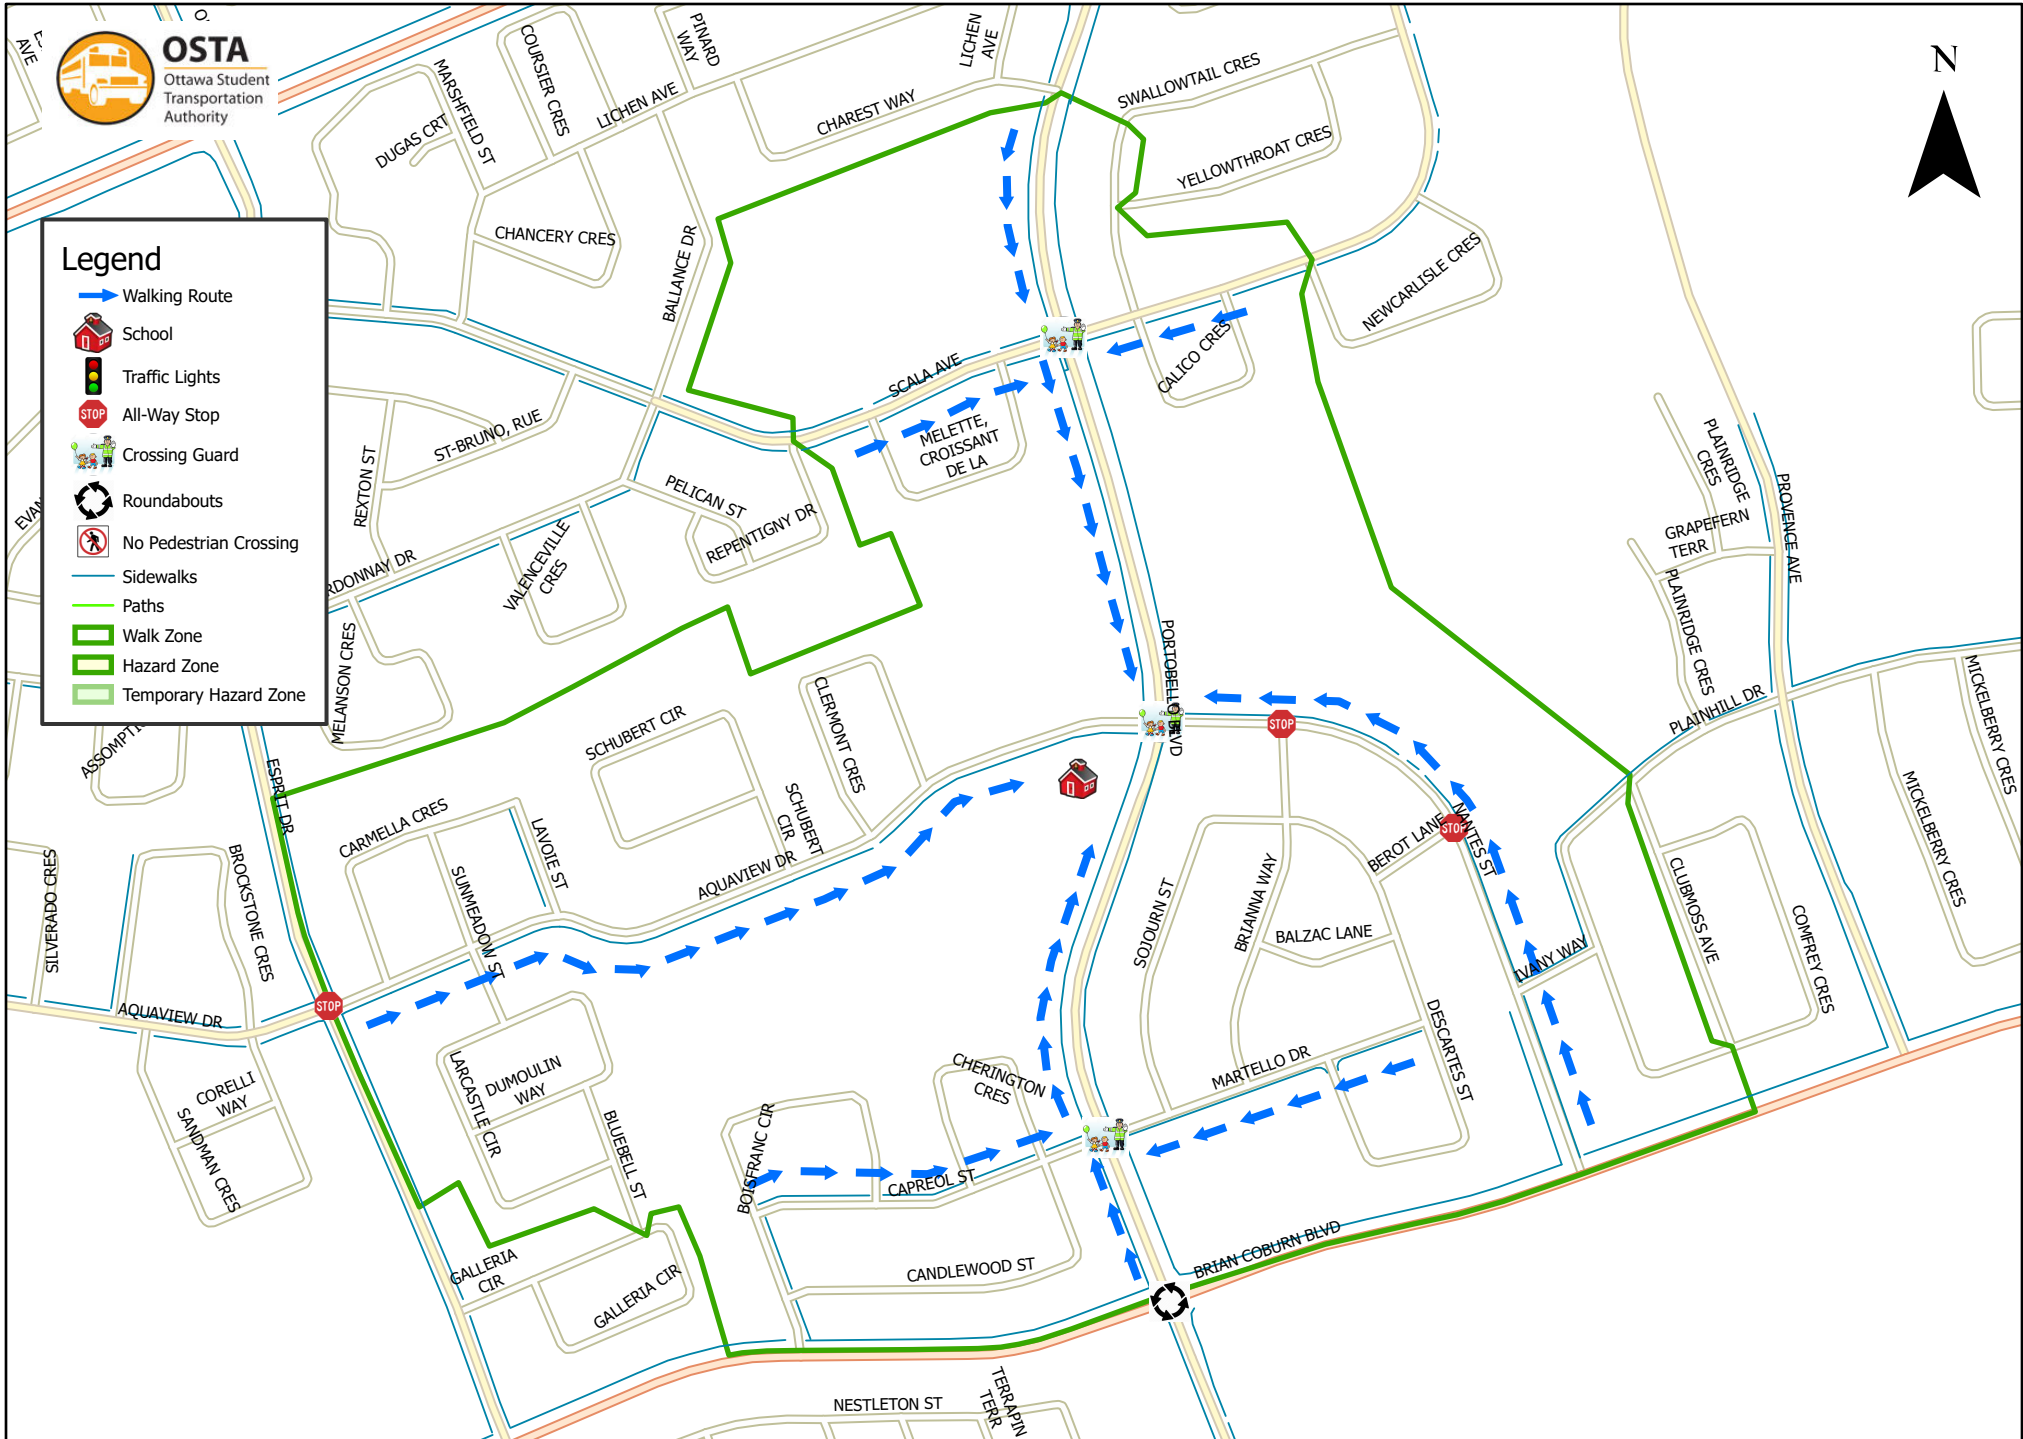 OSTA
Ottawa Student
Transportation
Authority
N
Legend
Walking Route
School
Traffic Lights
STOP
All-Way Stop
Crossing Guard
Roundabouts
No Pedestrian Crossing
Sidewalks
Paths
Walk Zone
Hazard Zone
Temporary Hazard Zone
AVE
MARSHFIELD ST
COURSIER CRES
PINARD
WAY
LICHEN
AVE
DUGAS CRT
LICHEN AVE
CHAREST WAY
SWALLOWTAIL CRES
YELLOWTHROAT CRES
CHANCERY CRES
BALLANCE DR
NEWCARLISLE CRES
CALICO CRES
SCALA AVE
MELETTE,
CROISSANT
DE LA
ST-BRUNO, RUE
REXTON ST
PELICAN ST
REPENTIGNY DR
VALENCEVILLE
CRES
RDONNAY DR
MELANSON CRES
PLAINRIDGE
CRES
GRAPEFERN
TERR
PROVENCE AVE
PLAINRIDGE CRES
PLAINHILL DR
MICKELBERRY CRES
MICKELBERRY CRES
PORTOBELLO BLVD
SCHUBERT CIR
CLERMONT CRES
SCHUBERT
CIR
ESPRIT DR
CARMELLA CRES
LAVOIE ST
SUNMEADOW ST
AQUAVIEW DR
STOP
STOP
BEROT LANE
NANTES ST
SILVERADO CRES
BROCKSTONE CRES
AQUAVIEW DR
STOP
SOJOURN ST
BRIANNA WAY
BALZAC LANE
IVANY WAY
CLUBMOSS AVE
COMFREY CRES
DESCARTES ST
MARTELLO DR
CHERINGTON
CRES
CORELLI
WAY
SANDMAN CRES
LARCASTLE CIR
DUMOULIN
WAY
BLUEBELL ST
BOISFRANC CIR
CAPREOL ST
CANDLEWOOD ST
BRIAN COBURN BLVD
GALLERIA
CIR
GALLERIA CIR
NESTLETON ST
TERRAPIN
TERR